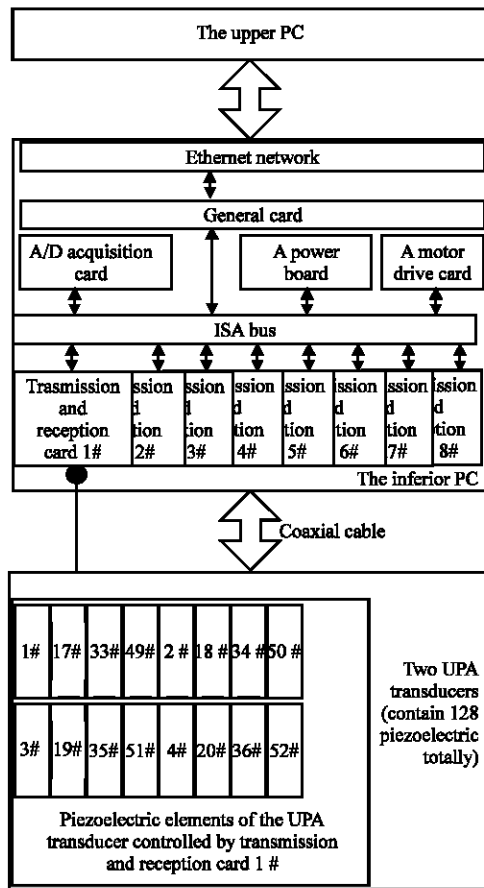 The upper PC
Ethernet network
General card
A/D acquisition
card
A power
board
A motor
drive card
ISA bus
Trasmission
and
reception
card 1#
ssion
d
tion
2#
ssion
d
tion
3#
ssion
d
tion
4#
ssion
d
tion
5#
ission
d
tion
6#
ission
d
tion
7#
ission
d
tion
8#
The inferior PC
Coaxial cable
1# 17# 33# 49# 2 # 18 # 34 # 50 #
3# 19# 35# 51# 4# 20# 36# 52#
Two UPA
transducers
(contain 128
piezoelectric
totally)
Piezoelectric elements of the UPA
transducer controlled by transmission
and reception card 1 #